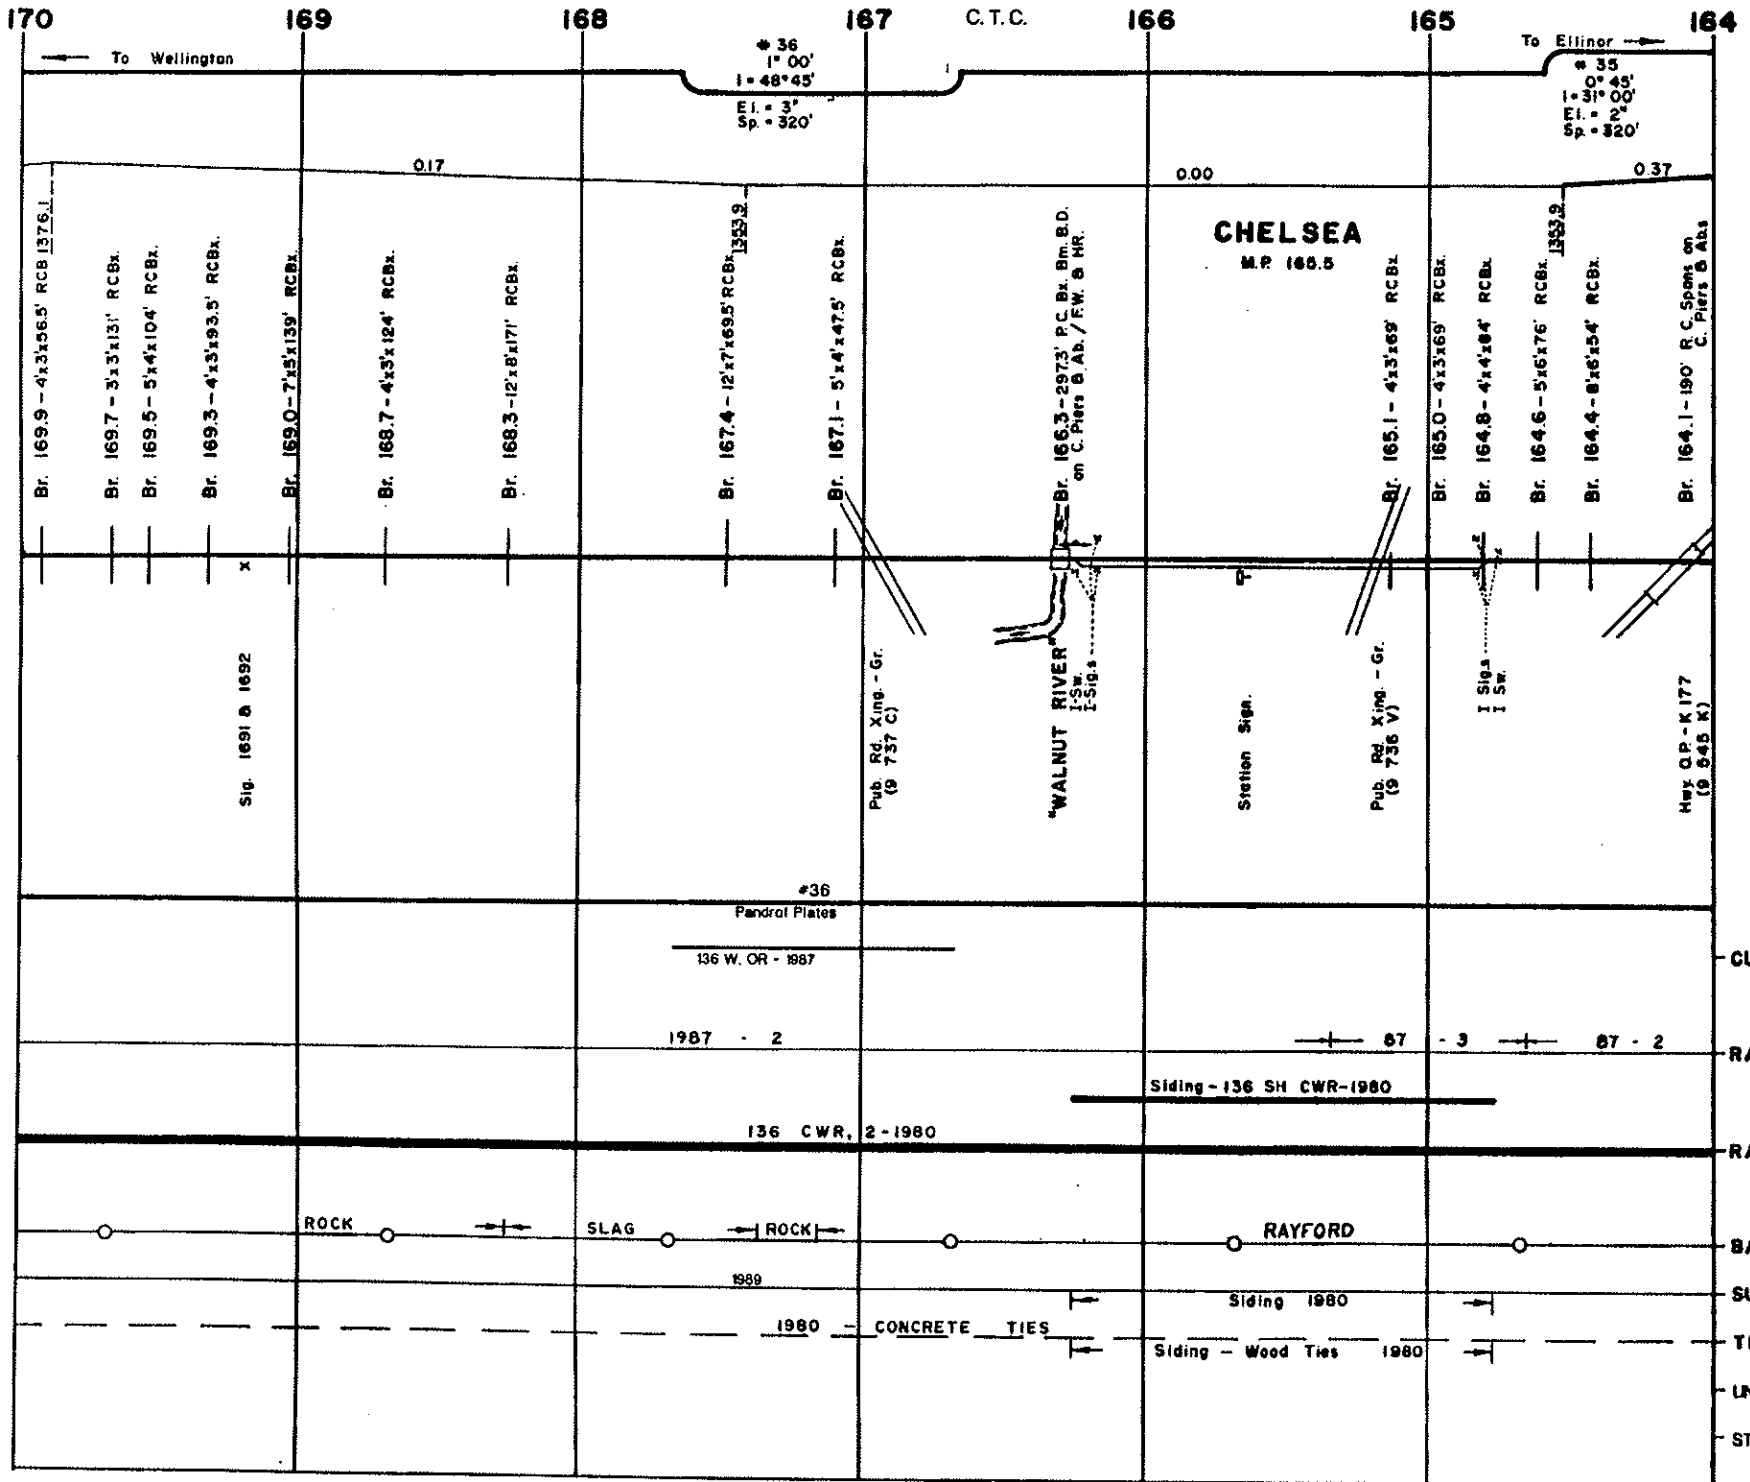 170
169
168
167
C.T.C.
166
165
164
To Wellington
# 36
1° 00'
I = 48° 45'
El. = 3"
Sp. = 320'
To Ellinor
# 35
0° 45'
I = 31° 00'
El. = 2"
Sp. = 320'
0.17
0.00
0.37
1376.1
1353.9
1353.9
CHELSEA
M.P. 165.5
Br. 169.9 - 4'x3'x56.5' RCB
Br. 169.7 - 3'x3'x131' RCBx.
Br. 169.5 - 5'x4'x104' RCBx.
Br. 169.3 - 4'x3'x93.5' RCBx.
Br. 169.0 - 7'x5'x139' RCBx.
Br. 168.7 - 4'x3'x124' RCBx.
Br. 168.3 - 12'x8'x171' RCBx.
Br. 167.4 - 12'x7'x69.5' RCBx.
Br. 167.1 - 5'x4'x47.5' RCBx.
Br. 166.3 - 297.3' P.C. Bx. Bm. B.D.
on C. Piers & Ab. / F.W. & HR.
Br. 165.1 - 4'x3'x69' RCBx.
Br. 165.0 - 4'x3'x69' RCBx.
Br. 164.8 - 4'x4'x84' RCBx.
Br. 164.6 - 5'x6'x76' RCBx.
Br. 164.4 - 8'x6'x54' RCBx.
Br. 164.1 - 190' R.C. Spans on
C. Piers & Abs
Sig. 1691 & 1692
Pub. Rd. Xing. - Gr.
(9 737 C)
"WALNUT RIVER"
I-Sw.
I-Sig.s
Station Sign.
Pub. Rd. Xing. - Gr.
(9 736 V)
I Sig.s
I Sw.
Hwy. O.P. - K 177
(9 545 K)
#36
Pandrol Plates
136 W. OR - 1987
CU
1987 - 2
87 - 3
87 - 2
RA
Siding - 136 SH CWR-1980
136 CWR, 2-1980
RA
ROCK
SLAG
ROCK
RAYFORD
BA
1989
Siding 1980
SU
1980 - CONCRETE TIES
TI
Siding - Wood Ties 1980
UN
ST